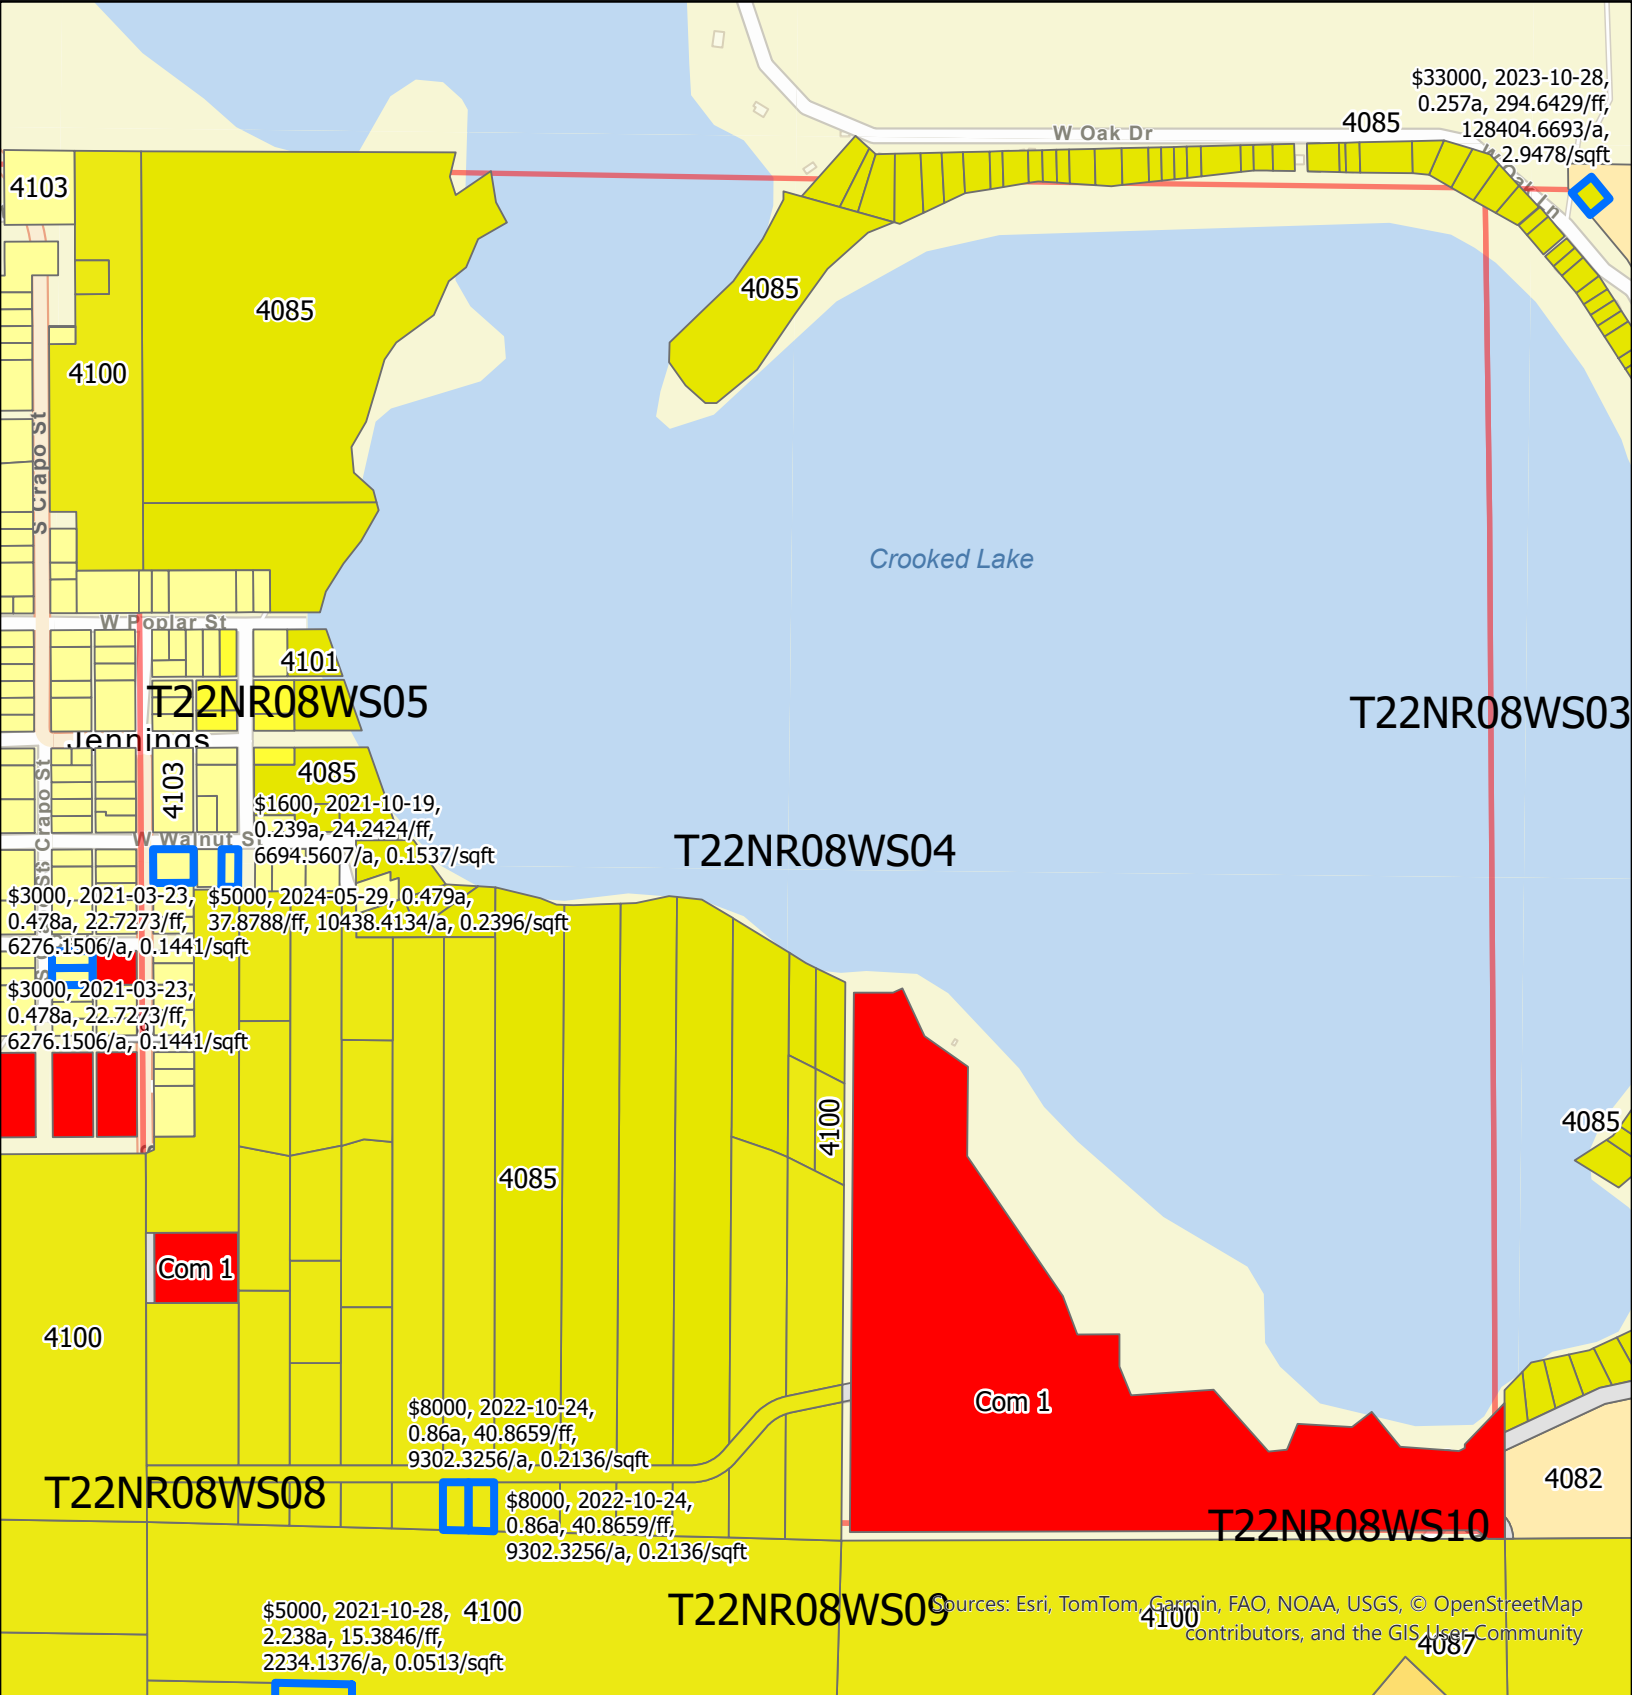 $33000, 2023-10-28,
0.257a, 294.6429/ff,
128404.6693/a,
2.9478/sqft
4085
W Oak Dr
W Oak Ln
4103
4085
4085
4100
S Crapo St
Crooked Lake
W Poplar St
4101
T22NR08WS05
T22NR08WS03
Jennings
4103
4085
S Crapo St
$1600, 2021-10-19,
0.239a, 24.2424/ff,
6694.5607/a, 0.1537/sqft
W Walnut St
T22NR08WS04
$3000, 2021-03-23,
0.478a, 22.7273/ff,
6276.1506/a, 0.1441/sqft
$5000, 2024-05-29, 0.479a,
37.8788/ff, 10438.4134/a, 0.2396/sqft
$3000, 2021-03-23,
0.478a, 22.7273/ff,
6276.1506/a, 0.1441/sqft
4100
4085
4085
Com 1
4100
Com 1
$8000, 2022-10-24,
0.86a, 40.8659/ff,
9302.3256/a, 0.2136/sqft
4082
T22NR08WS08
$8000, 2022-10-24,
0.86a, 40.8659/ff,
9302.3256/a, 0.2136/sqft
T22NR08WS10
$5000, 2021-10-28,
2.238a, 15.3846/ff,
2234.1376/a, 0.0513/sqft
4100
T22NR08WS09
4100
4087
Sources: Esri, TomTom, Garmin, FAO, NOAA, USGS, © OpenStreetMap
contributors, and the GIS User Community